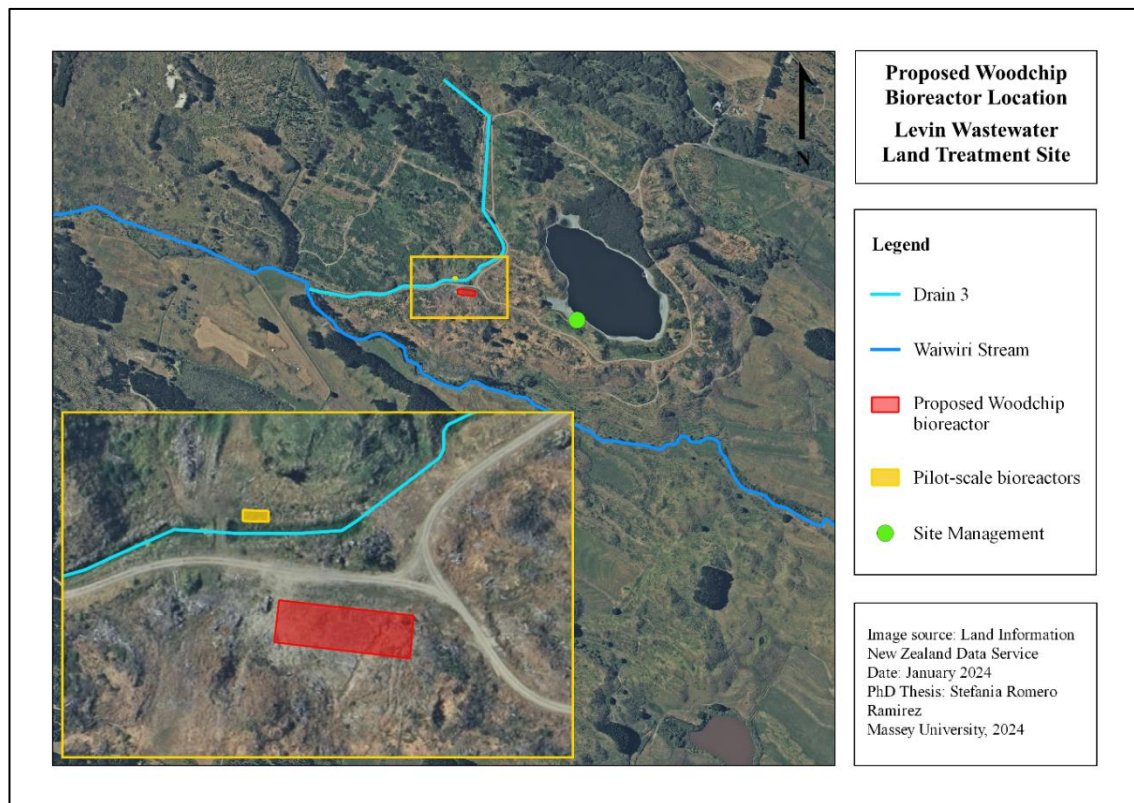 N
Proposed Woodchip
Bioreactor Location
Levin Wastewater
Land Treatment Site
Legend
Drain 3
Waiwiri Stream
Proposed Woodchip
bioreactor
Pilot-scale bioreactors
Site Management
Image source: Land Information
New Zealand Data Service
Date: January 2024
PhD Thesis: Stefania Romero
Ramirez
Massey University, 2024